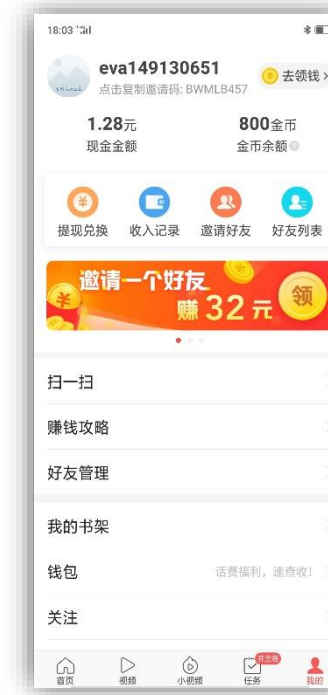 18:03
eva149130651
去领钱
点击复制邀请码: BWMLB457
1.28元
800金币
现金金额
金币余额
提现兑换
收入记录
邀请好友
好友列表
邀请一个好友
赚 32 元
领
扫一扫
赚钱攻略
好友管理
我的书架
钱包
话费福利，速查收！
关注
开宝箱
首页
视频
小视频
任务
我的